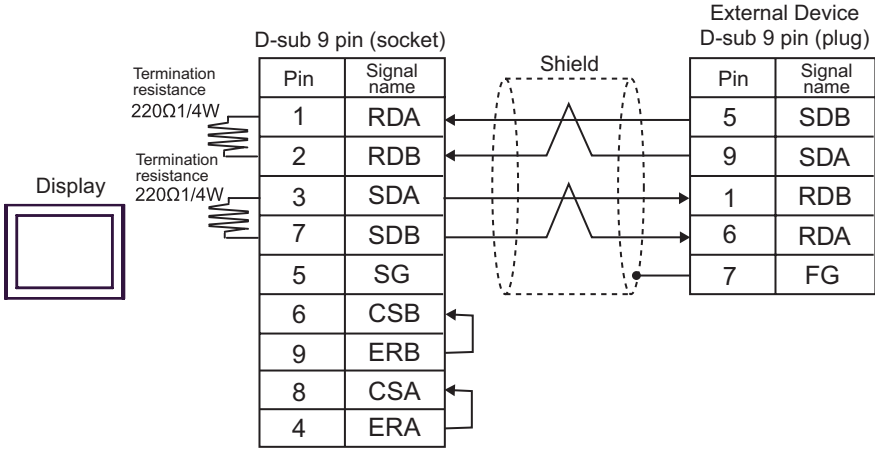 External Device
D-sub 9 pin (socket)
D-sub 9 pin (plug)
Shield
Termination
resistance
220Ω1/4W
Termination
resistance
220Ω1/4W
Display
Pin Signal name
1 RDA
2 RDB
3 SDA
7 SDB
5 SG
6 CSB
9 ERB
8 CSA
4 ERA
Pin Signal name
5 SDB
9 SDA
1 RDB
6 RDA
7 FG